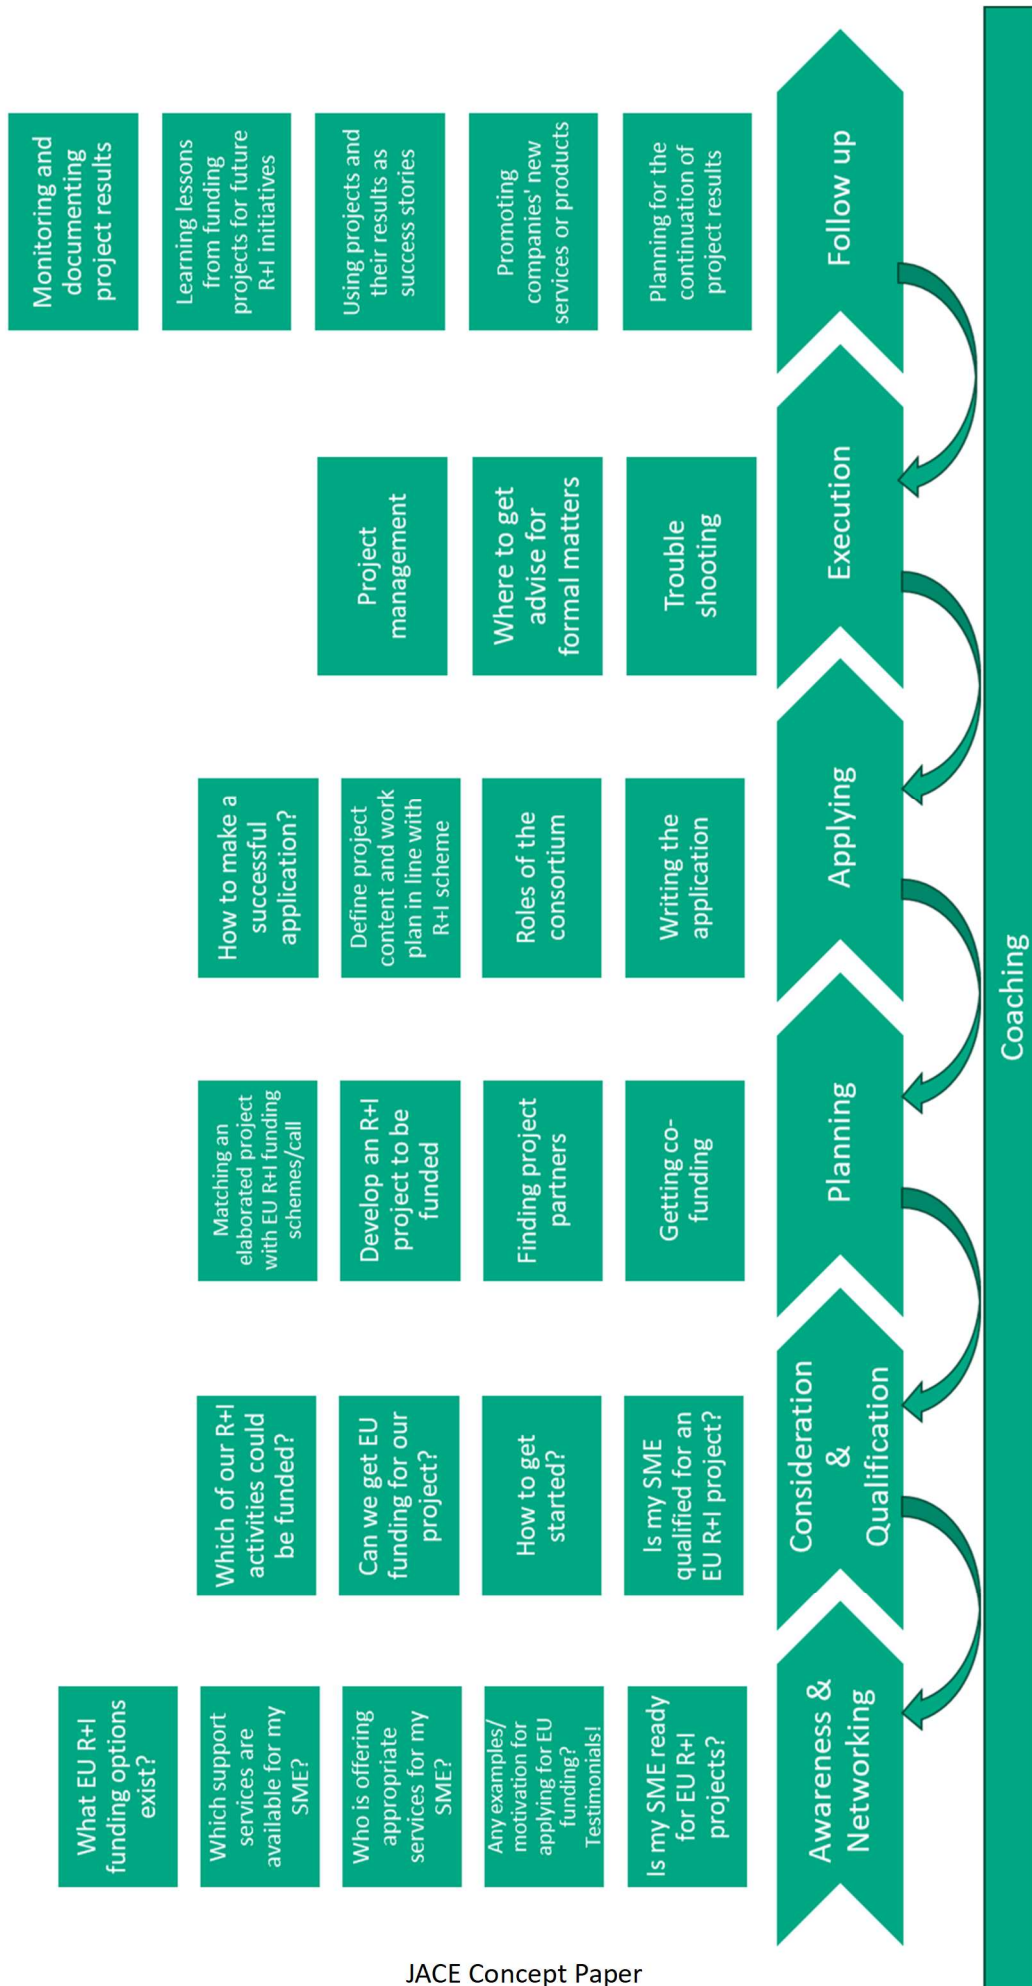 What EU R+I
funding options
exist?
Which support
services are
available for my
SME?
Who is offering
appropriate
services for my
SME?
Any examples/
motivation for
applying for EU
funding?
Testimonials!
Is my SME ready
for EU R+I
projects?
Awareness &
Networking
Which of our R+I
activities could
be funded?
Can we get EU
funding for our
project?
How to get
started?
Is my SME
qualified for an
EU R+I project?
Consideration
&
Qualification
Matching an
elaborated project
with EU R+I funding
schemes/call
Develop an R+I
project to be
funded
Finding project
partners
Getting co-
funding
Planning
How to make a
successful
application?
Define project
content and work
plan in line with
R+I scheme
Roles of the
consortium
Writing the
application
Applying
Project
management
Where to get
advise for
formal matters
Trouble
shooting
Execution
Monitoring and
documenting
project results
Learning lessons
from funding
projects for future
R+I initiatives
Using projects and
their results as
success stories
Promoting
companies' new
services or products
Planning for the
continuation of
project results
Follow up
Coaching
JACE Concept Paper